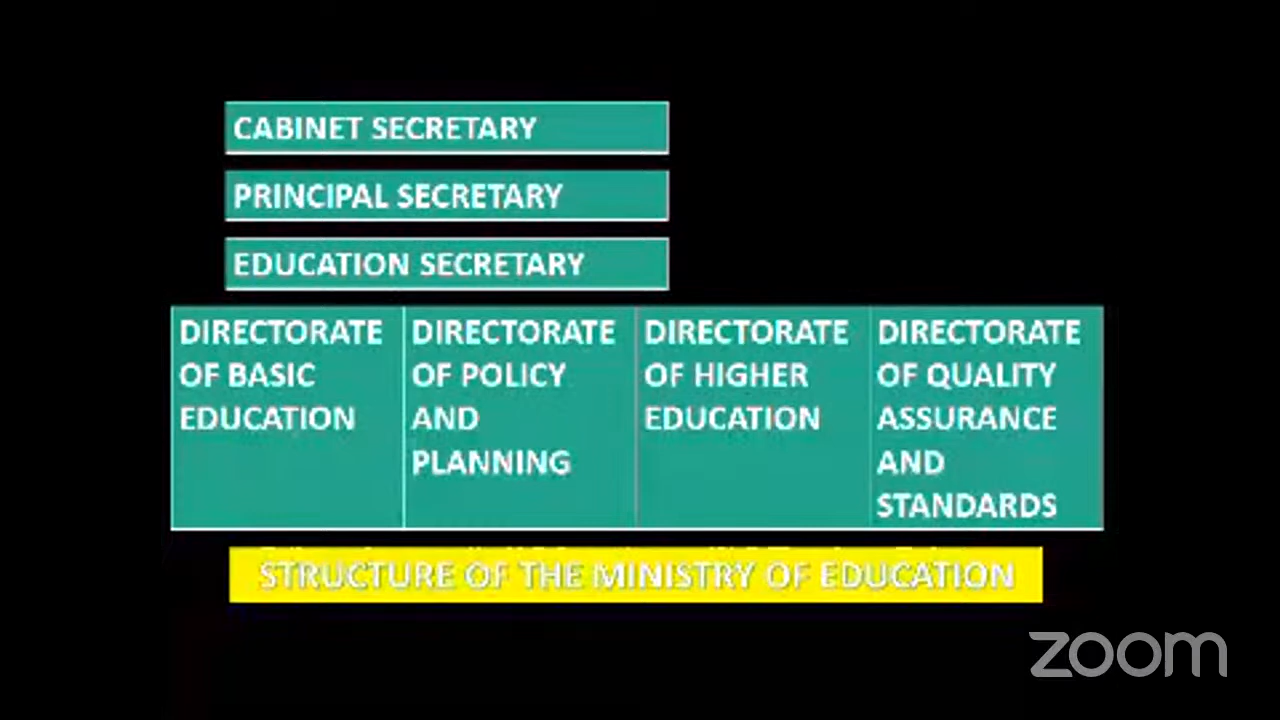 CABINET SECRETARY
PRINCIPAL SECRETARY
EDUCATION SECRETARY
DIRECTORATE
OF BASIC
EDUCATION
DIRECTORATE
OF POLICY
AND
PLANNING
DIRECTORATE
OF HIGHER
EDUCATION
DIRECTORATE
OF QUALITY
ASSURANCE
AND
STANDARDS
STRUCTURE OF THE MINISTRY OF EDUCATION
zoom